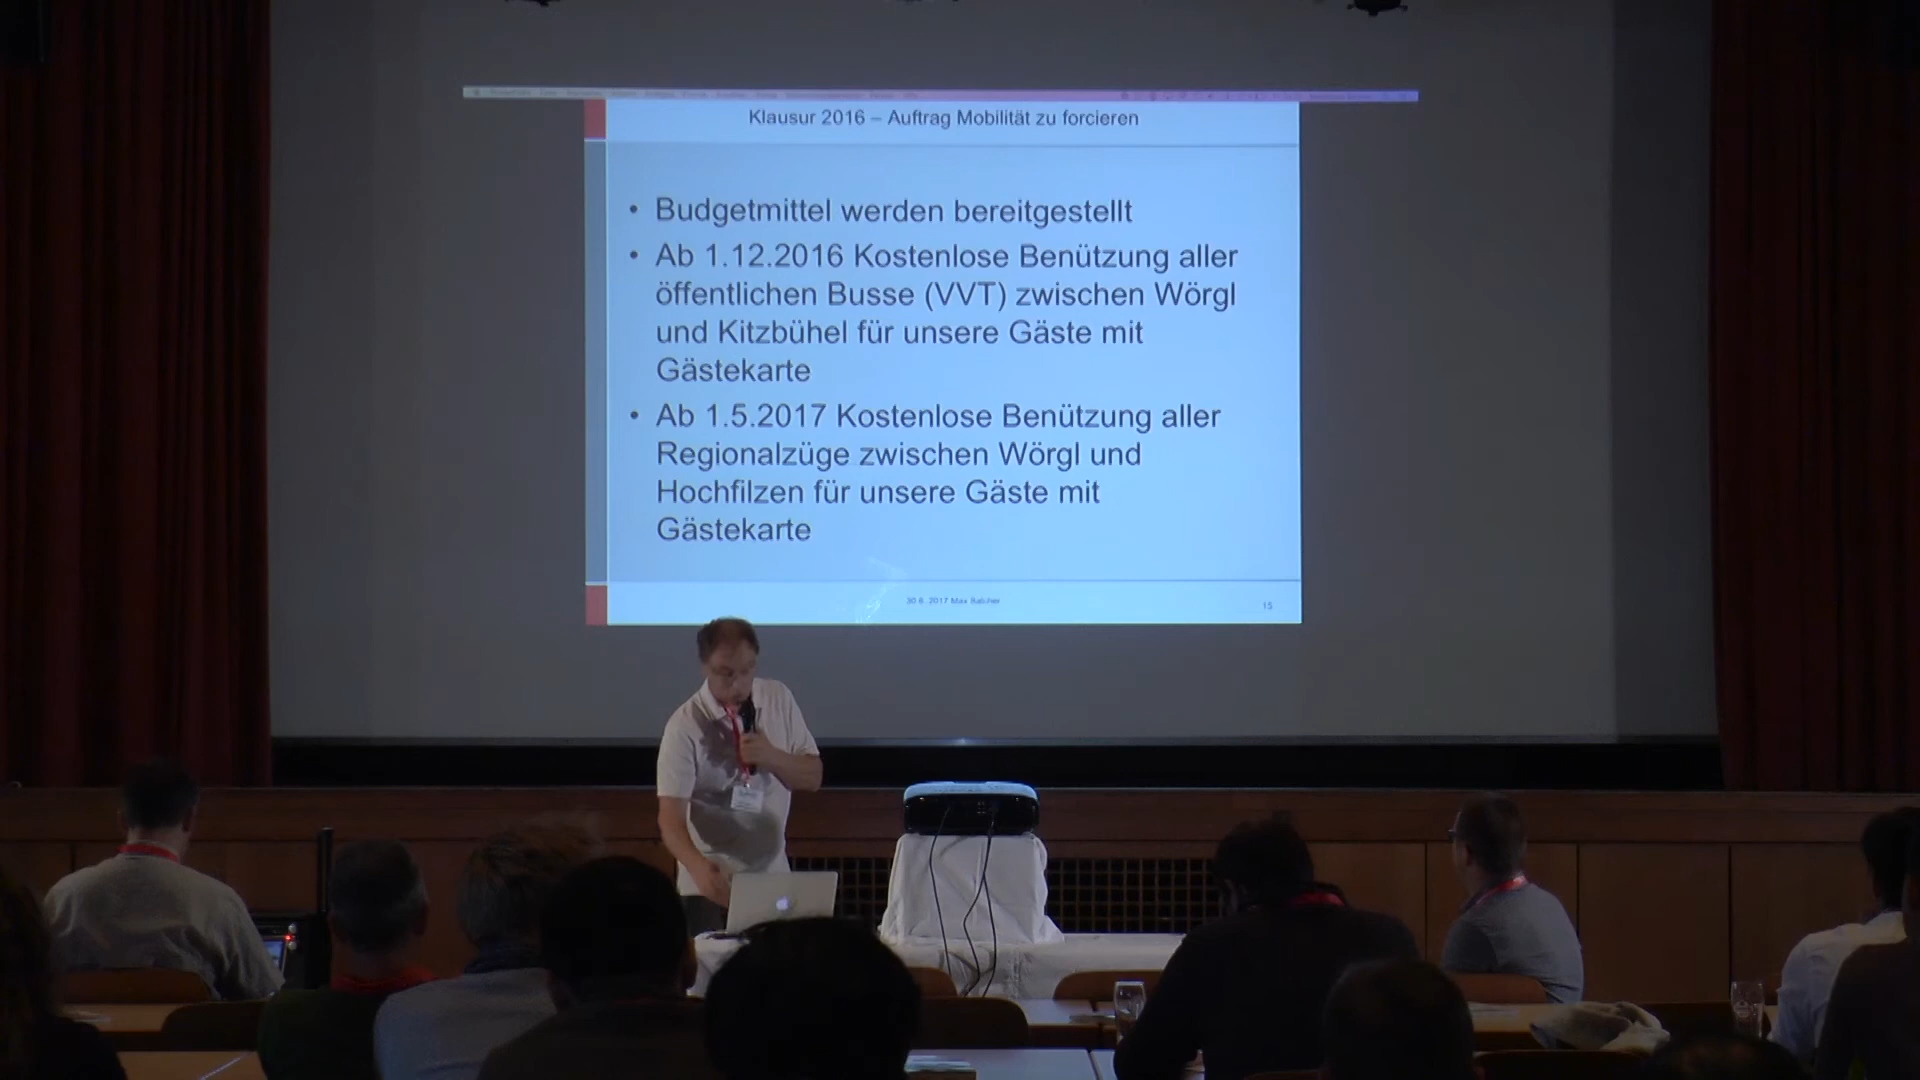 Klausur 2016 – Auftrag Mobilität zu forcieren
• Budgetmittel werden bereitgestellt
• Ab 1.12.2016 Kostenlose Benützung aller
öffentlichen Busse (VVT) zwischen Wörgl
und Kitzbühel für unsere Gäste mit
Gästekarte
• Ab 1.5.2017 Kostenlose Benützung aller
Regionalzüge zwischen Wörgl und
Hochfilzen für unsere Gäste mit
Gästekarte
2017 Max
15